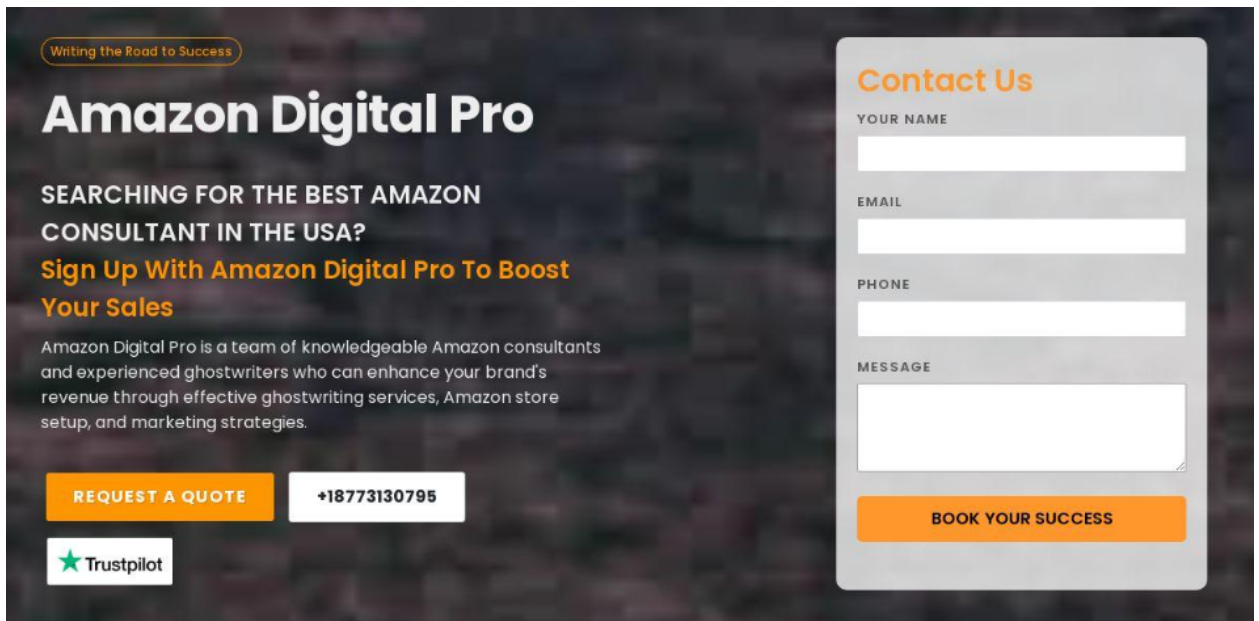 Writing the Road to Success
Amazon Digital Pro
SEARCHING FOR THE BEST AMAZON
CONSULTANT IN THE USA?
Sign Up With Amazon Digital Pro To Boost
Your Sales
Amazon Digital Pro is a team of knowledgeable Amazon consultants
and experienced ghostwriters who can enhance your brand's
revenue through effective ghostwriting services, Amazon store
setup, and marketing strategies.
REQUEST A QUOTE
+18773130795
Trustpilot
Contact Us
YOUR NAME
EMAIL
PHONE
MESSAGE
BOOK YOUR SUCCESS